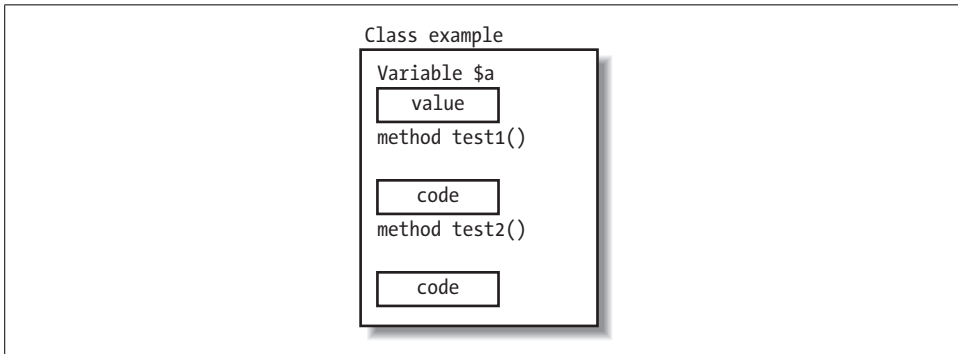 Class example
Variable $a
value
method test1()
code
method test2()
code